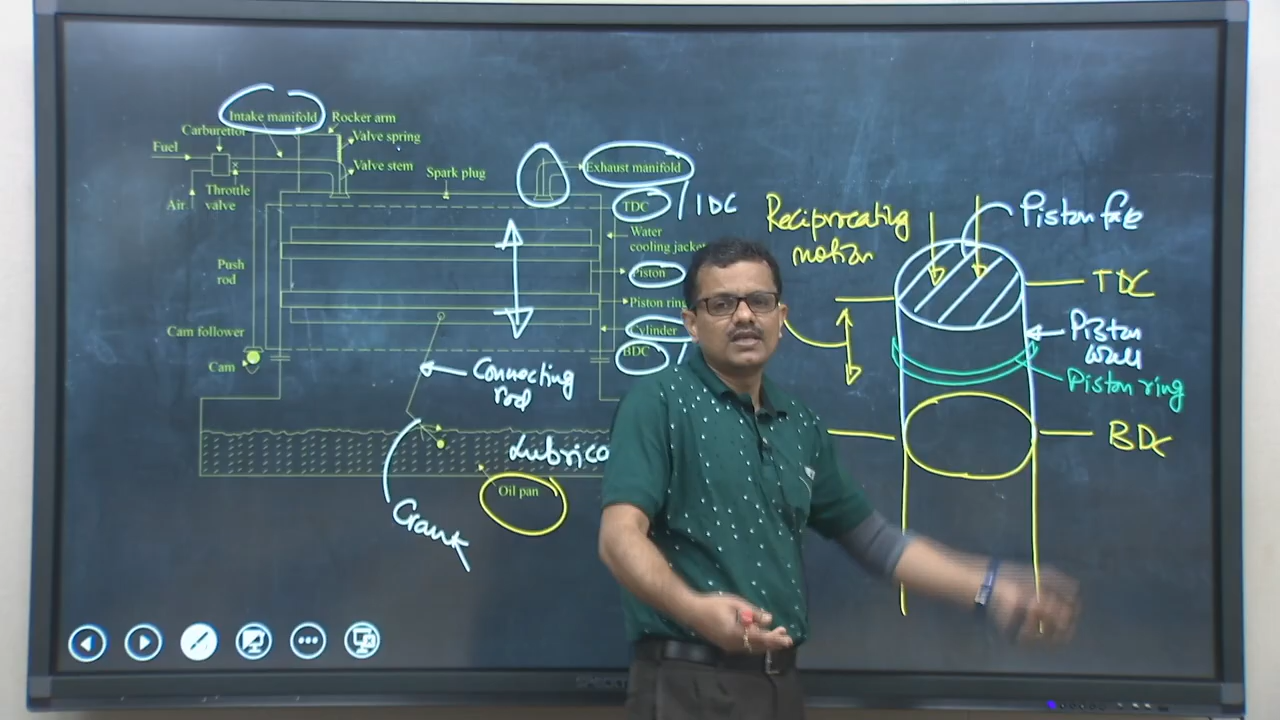 Intake manifold
Rocker arm
Carburettor
Valve spring
Fuel
Valve stem
Spark plug
Exhaust manifold
Throttle
valve
Air
TDC / IDC
Water
cooling jacket
Push
rod
Piston
Piston ring
Cam follower
Cylinder
BDC /
Cam
Connecting
rod
Lubrico
Oil pan
Crank
Reciprocating
motion
Piston face
TDC
Piston
wall
Piston ring
BDC